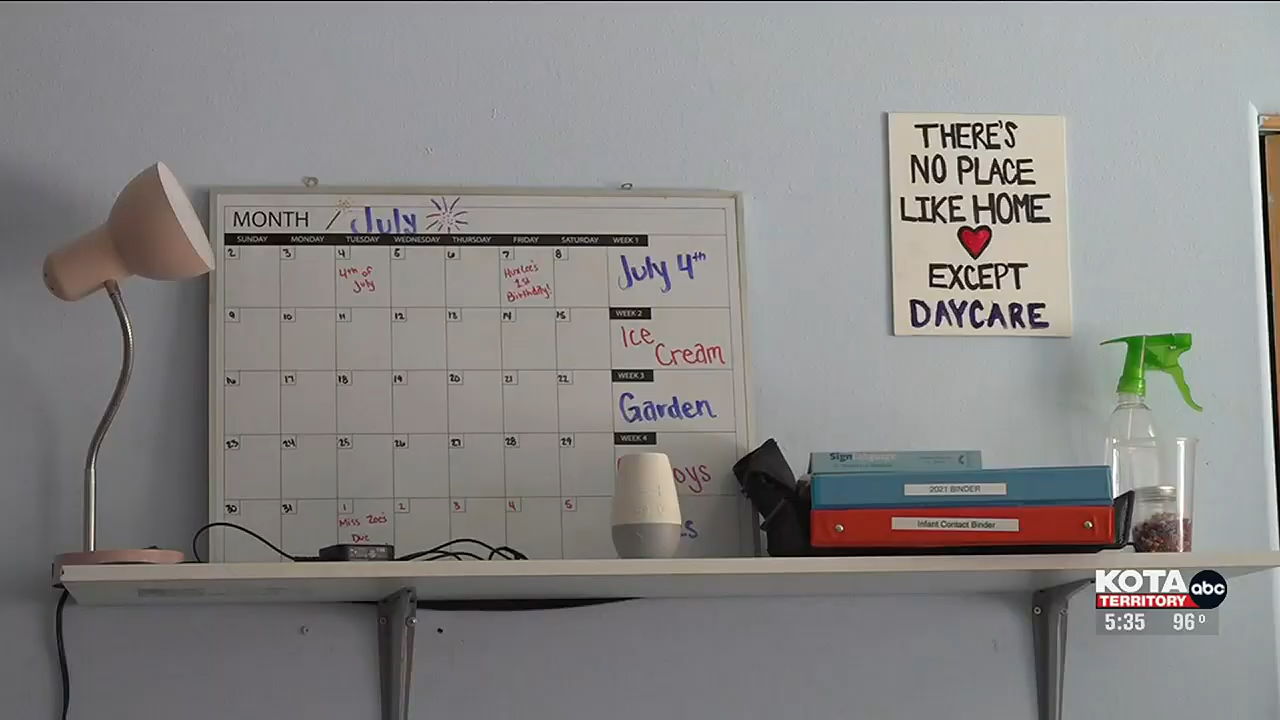 MONTH / July
SUNDAY MONDAY TUESDAY WEDNESDAY THURSDAY FRIDAY SATURDAY WEEK 1
2 3 4 5 6 7 8
4th of
July
Huxlee's
1st
Birthday!
July 4th
9 10 11 12 13 14 15 WEEK 2
Ice
Cream
16 17 18 19 20 21 22 WEEK 3
Garden
23 24 25 26 27 28 29 WEEK 4
oys
30 31 1 2 3 4 5
Miss Zoe's
Due
THERE'S
NO PLACE
LIKE HOME
EXCEPT
DAYCARE
Sign
2021 BINDER
Infant Contact Binder
KOTA abc
TERRITORY
5:35 96°